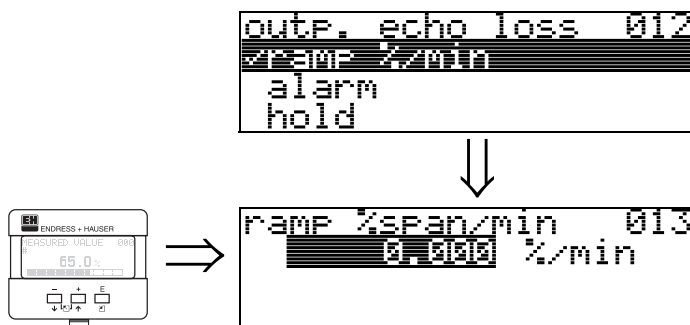 outp. echo loss 012
✓ramp %/min
alarm
hold
EH
ENDRESS + HAUSER
MEASURED VALUE 000
#
65.0 %
- + E
ramp %span/min 013
0.000 %/min